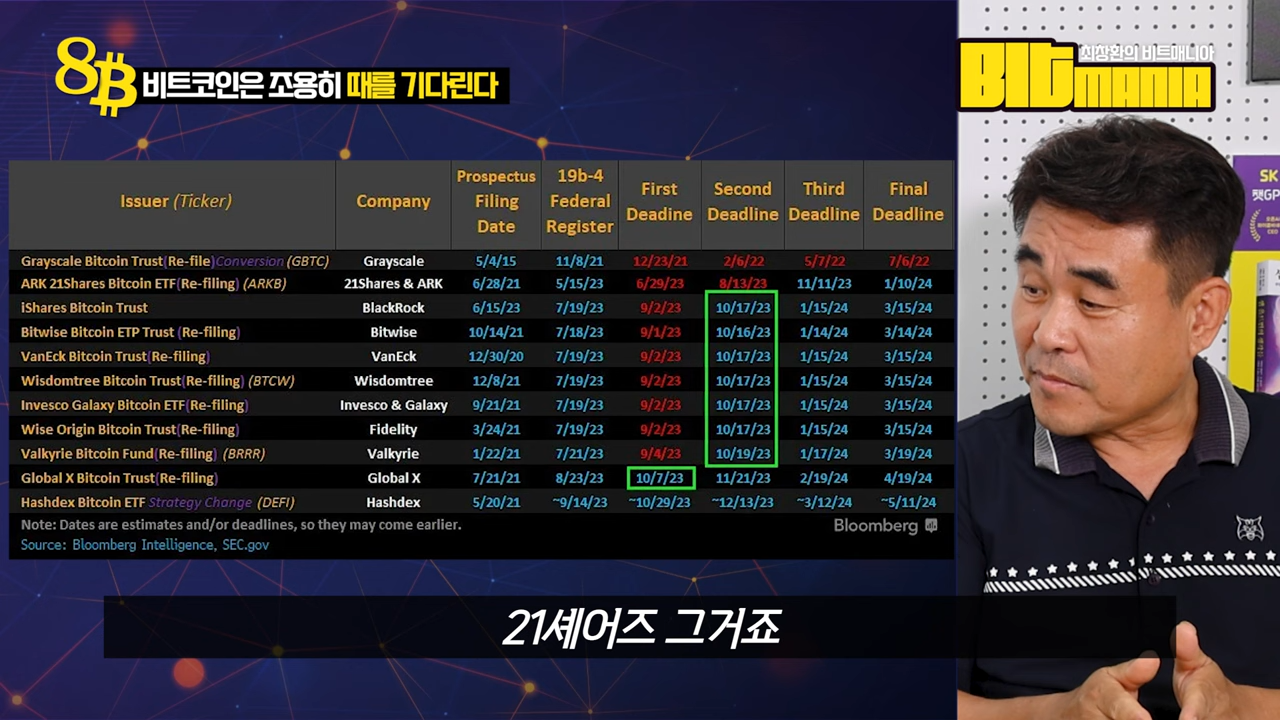 8₿ 비트코인은 조용히 때를 기다린다
최창환의 비트매니아
BIt MANIA
SK
챗GP
Issuer (Ticker) Company Prospectus Filing Date 19b-4 Federal Register First Deadine Second Deadline Third Deadline Final Deadline
Grayscale Bitcoin Trust(Re-file)Conversion (GBTC) Grayscale 5/4/15 11/8/21 12/23/21 2/6/22 5/7/22 7/6/22
ARK 21Shares Bitcoin ETF(Re-filing) (ARKB) 21Shares & ARK 6/28/21 5/15/23 6/29/23 8/13/23 11/11/23 1/10/24
iShares Bitcoin Trust BlackRock 6/15/23 7/19/23 9/2/23 10/17/23 1/15/24 3/15/24
Bitwise Bitcoin ETP Trust (Re-filing) Bitwise 10/14/21 7/18/23 9/1/23 10/16/23 1/14/24 3/14/24
VanEck Bitcoin Trust(Re-filing) VanEck 12/30/20 7/19/23 9/2/23 10/17/23 1/15/24 3/15/24
Wisdomtree Bitcoin Trust(Re-filing) (BTCW) Wisdomtree 12/8/21 7/19/23 9/2/23 10/17/23 1/15/24 3/15/24
Invesco Galaxy Bitcoin ETF(Re-filing) Invesco & Galaxy 9/21/21 7/19/23 9/2/23 10/17/23 1/15/24 3/15/24
Wise Origin Bitcoin Trust(Re-filing) Fidelity 3/24/21 7/19/23 9/2/23 10/17/23 1/15/24 3/15/24
Valkyrie Bitcoin Fund(Re-filing) (BRRR) Valkyrie 1/22/21 7/21/23 9/4/23 10/19/23 1/17/24 3/19/24
Global X Bitcoin Trust(Re-filing) Global X 7/21/21 8/23/23 10/7/23 11/21/23 2/19/24 4/19/24
Hashdex Bitcoin ETF Strategy Change (DEFI) Hashdex 5/20/21 ~9/14/23 ~10/29/23 ~12/13/23 ~3/12/24 ~5/11/24
Note: Dates are estimates and/or deadlines, so they may come earlier.
Bloomberg
Source: Bloomberg Intelligence, SEC.gov
21셰어즈 그거죠